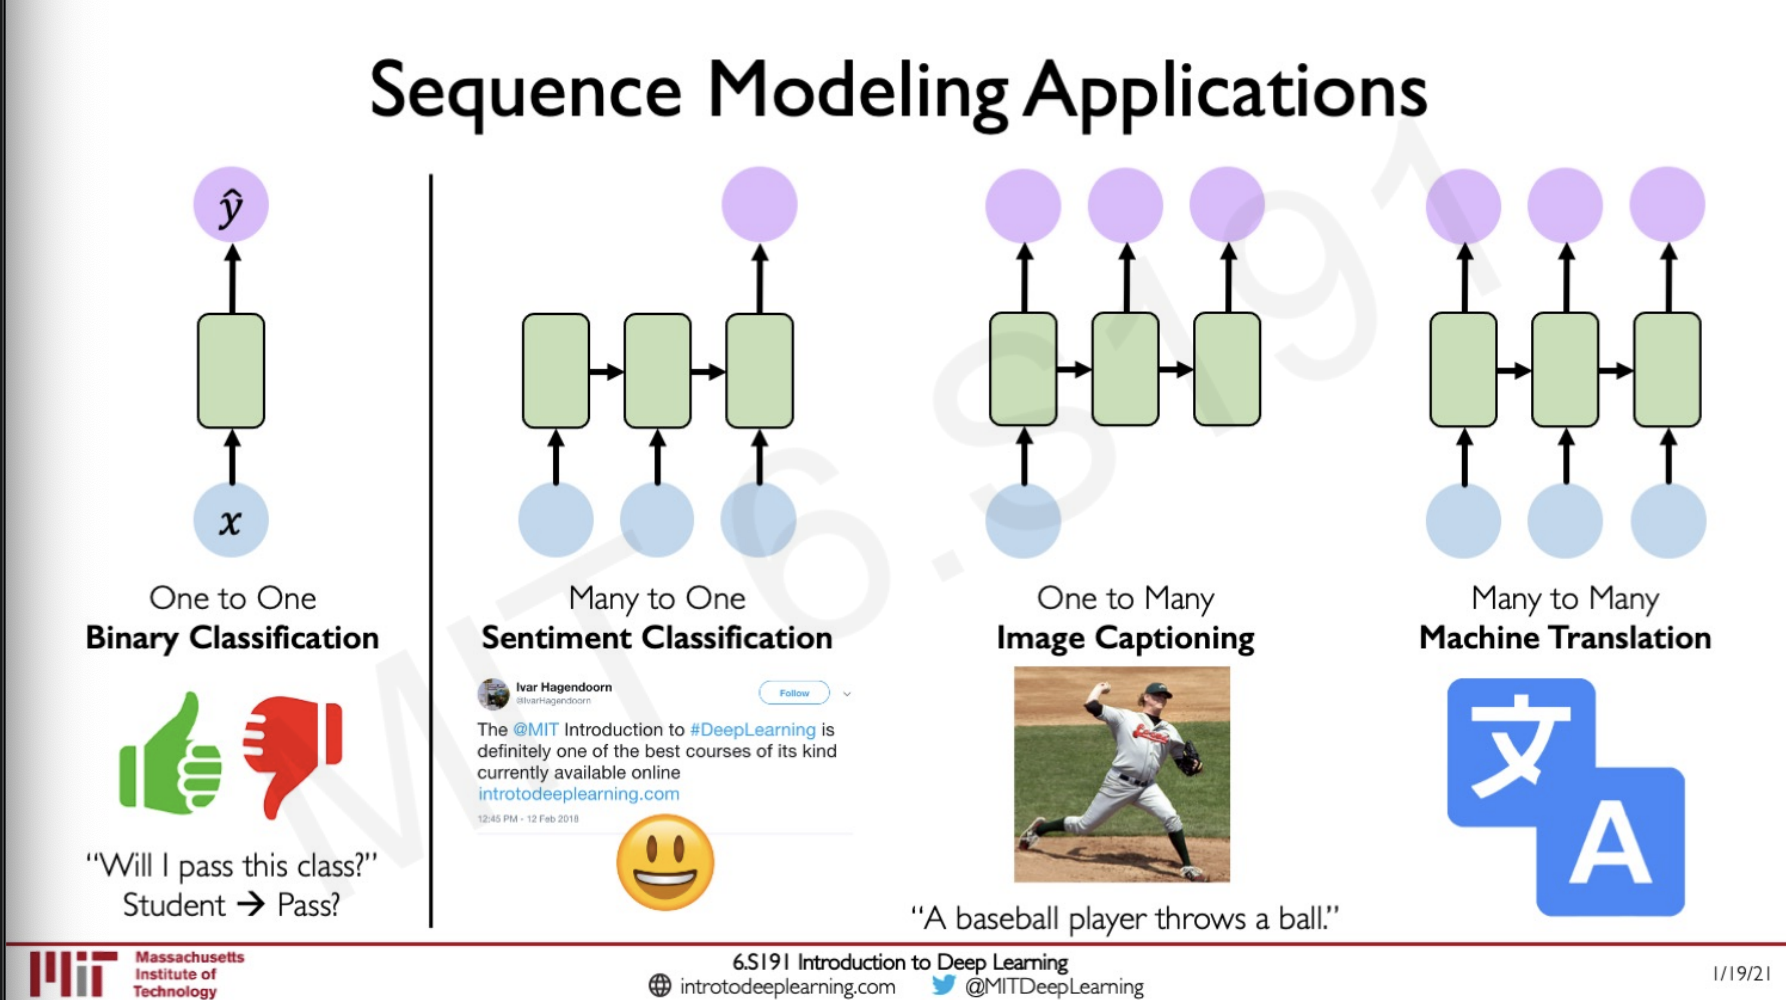 Sequence Modeling Applications
ŷ
x
One to One
Binary Classification
"Will I pass this class?"
Student → Pass?
Many to One
Sentiment Classification
Ivar Hagendoorn
@IvarHagendoorn
Follow
The @MIT Introduction to #DeepLearning is
definitely one of the best courses of its kind
currently available online
introtodeeplearning.com
12:45 PM - 12 Feb 2018
One to Many
Image Captioning
"A baseball player throws a ball."
Many to Many
Machine Translation
文
A
MIT 6.S191
Massachusetts
Institute of
Technology
6.S191 Introduction to Deep Learning
introtodeeplearning.com @MITDeepLearning
1/19/21